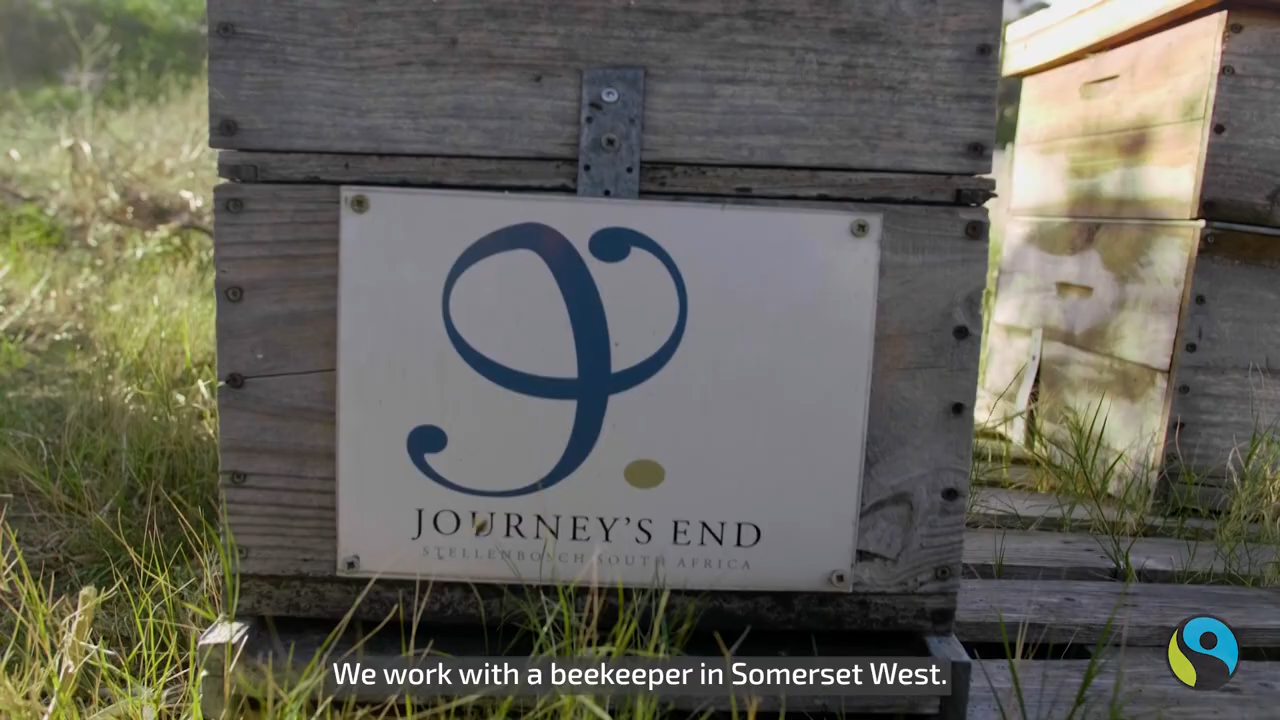 JOURNEY'S END
STELLENBOSCH SOUTH AFRICA
We work with a beekeeper in Somerset West.